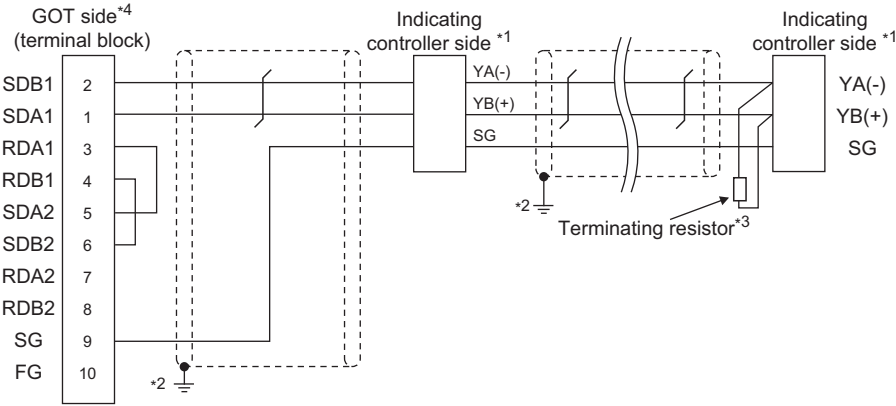 GOT side*4
(terminal block)
Indicating
controller side *1
Indicating
controller side *1
SDB1 2
SDA1 1
RDA1 3
RDB1 4
SDA2 5
SDB2 6
RDA2 7
RDB2 8
SG 9
FG 10
*2
YA(-)
YB(+)
SG
*2
YA(-)
YB(+)
SG
Terminating resistor*3